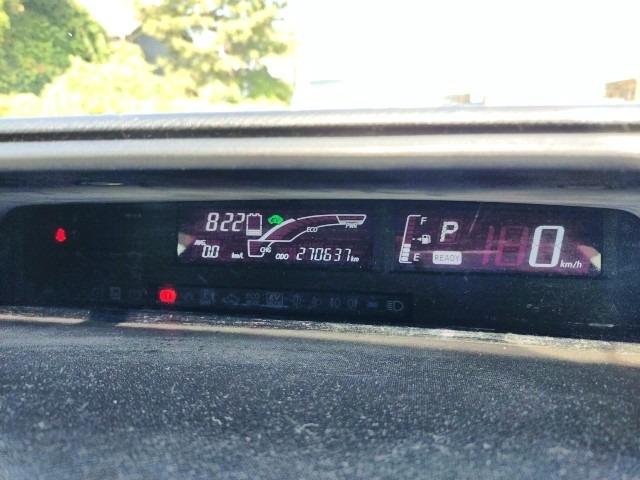 8:22
ECO PWR
AVG
0.0 km/L
CHG ODO 270637 km
F
E
P
READY
0 km/h